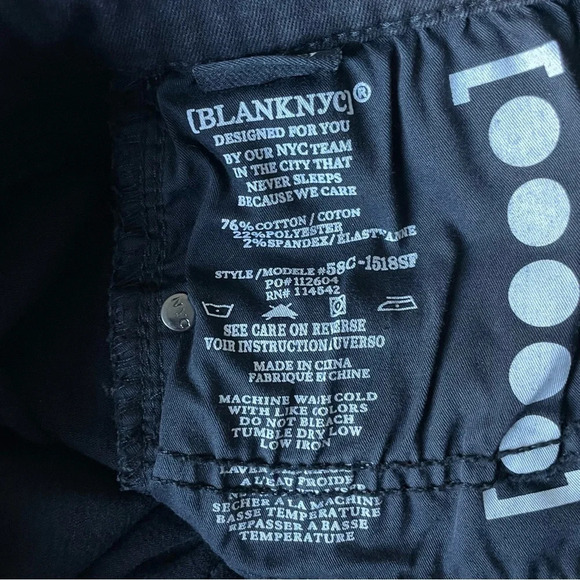 [BLANKNYC]®
DESIGNED FOR YOU
BY OUR NYC TEAM
IN THE CITY THAT
NEVER SLEEPS
BECAUSE WE CARE
76% COTTON / COTON
22% POLYESTER
2% SPANDEX/ÉLASTHANNE
STYLE/MODELE #58C-1518SF
PO# 112604
RN# 114542
SEE CARE ON REVERSE
VOIR INSTRUCTION AU VERSO
MADE IN CHINA
FABRIQUÉ EN CHINE
MACHINE WASH COLD
WITH LIKE COLORS
DO NOT BLEACH
TUMBLE DRY LOW
LOW IRON
LAVER
A L'EAU FROIDE
SECHER A LA MACHINE
BASSE TEMPERATURE
REPASSER A BASSE
TEMPERATURE